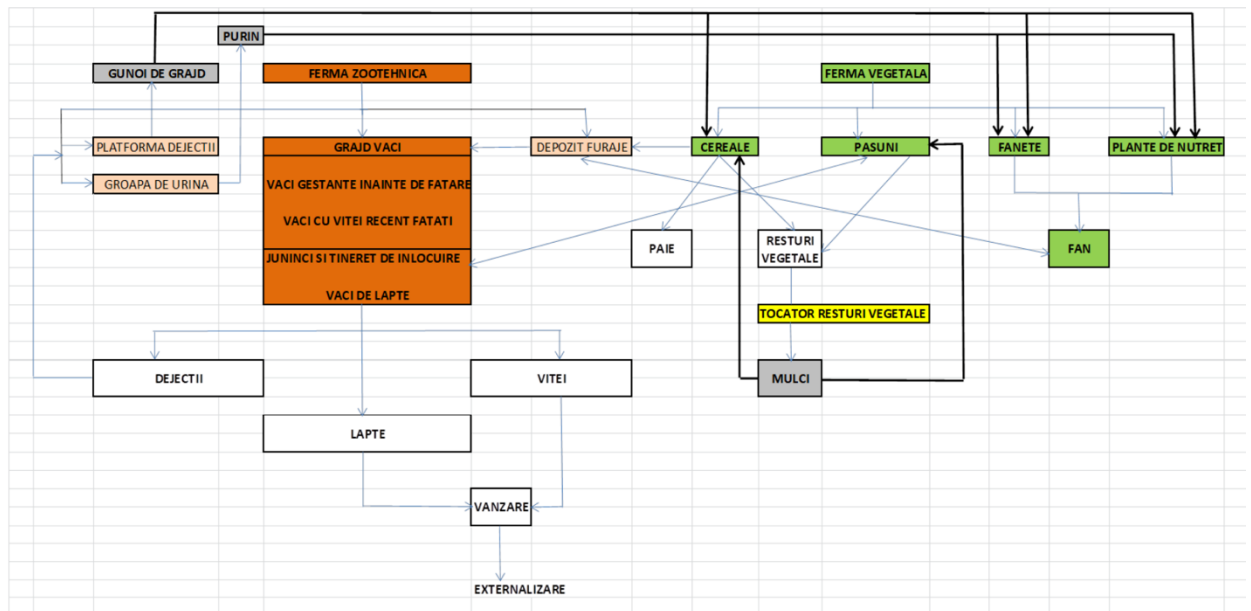 PURIN
GUNOI DE GRAJD
FERMA ZOOTEHNICA
FERMA VEGETALA
PLATFORMA DEJECTII
GRAJD VACI
DEPOZIT FURAJE
CEREALE
PASUNI
FANETE
PLANTE DE NUTRET
GROAPA DE URINA
VACI GESTANTE INAINTE DE FATARE
VACI CU VITEI RECENT FATATI
JUNINCI SI TINERET DE INLOCUIRE
VACI DE LAPTE
PAIE
RESTURI
VEGETALE
FAN
TOCATOR RESTURI VEGETALE
DEJECTII
VITEI
MULCI
LAPTE
VANZARE
EXTERNALIZARE